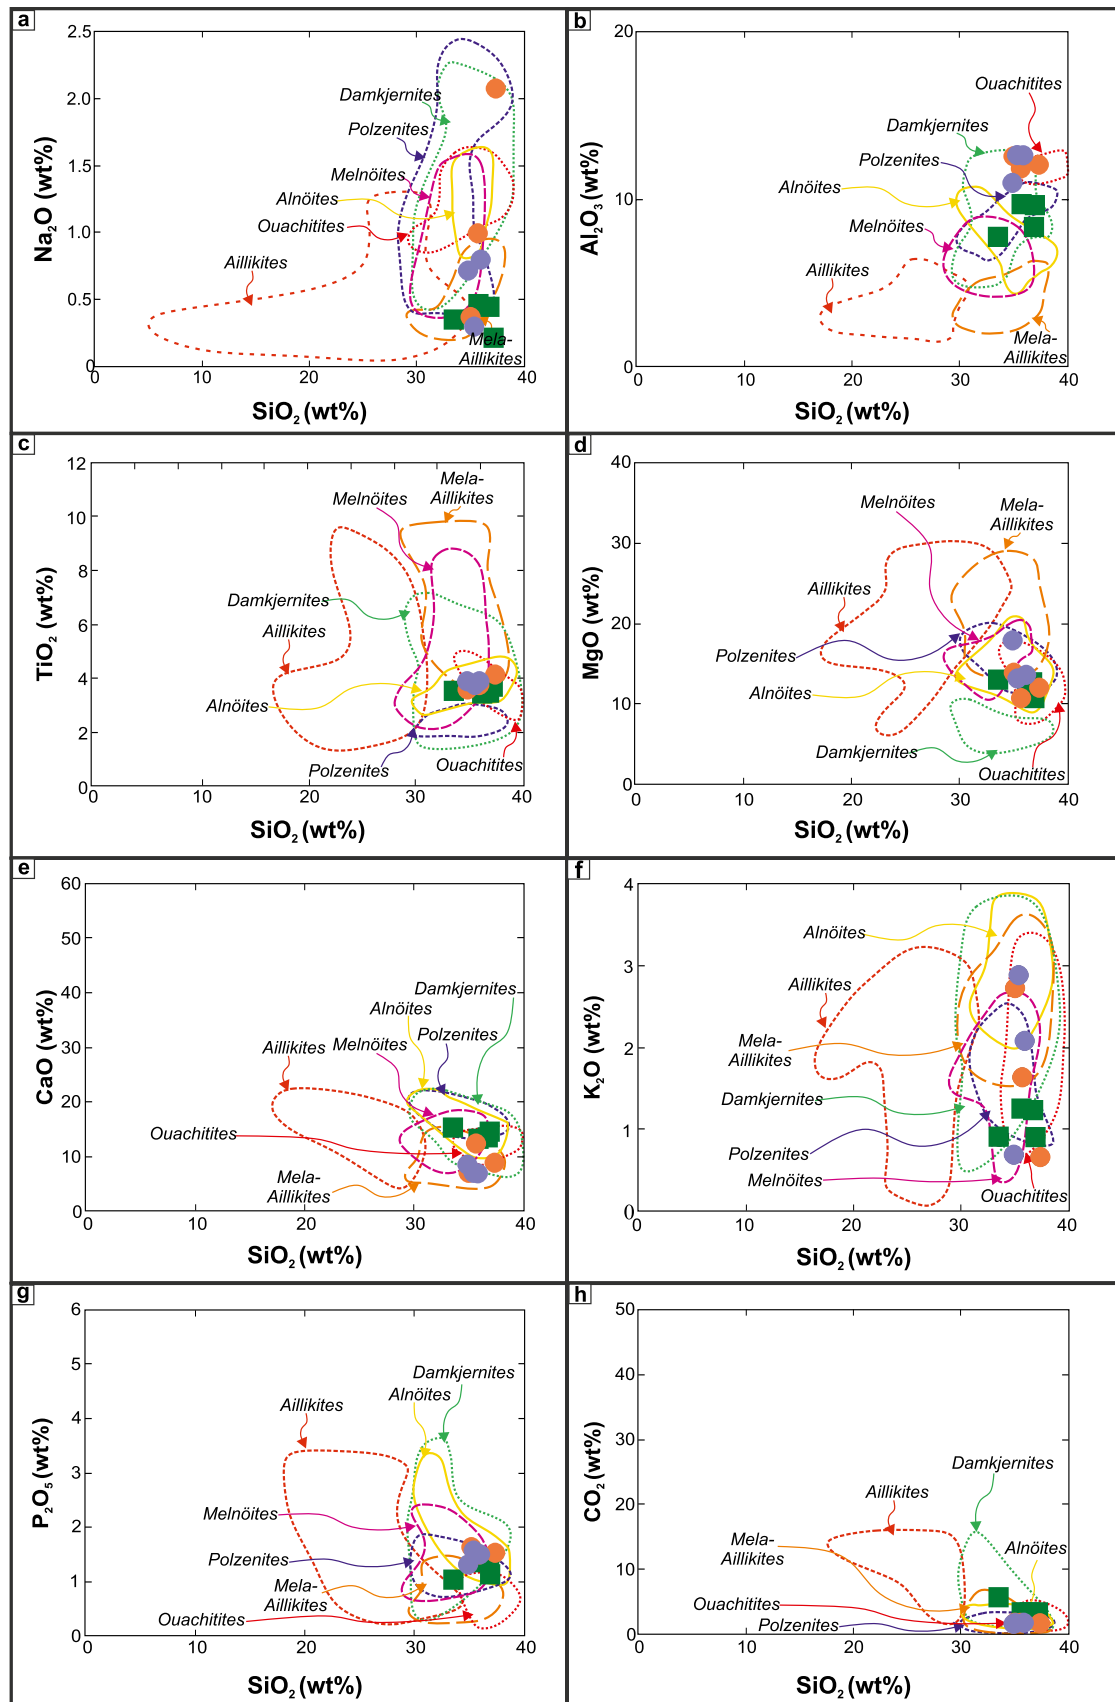 a
2.5
2.0
1.5
1.0
0.5
0
0
10
20
30
40
Na2O (wt%)
SiO2 (wt%)
Damkjernites
Polzenites
Melnöites
Alnöites
Ouachitites
Aillikites
Mela-
Aillikites
b
20
10
0
0
10
20
30
40
Al2O3 (wt%)
SiO2 (wt%)
Ouachitites
Damkjernites
Polzenites
Alnöites
Melnöites
Aillikites
Mela-
Aillikites
c
12
10
8
6
4
2
0
0
10
20
30
40
TiO2 (wt%)
SiO2 (wt%)
Mela-
Aillikites
Melnöites
Damkjernites
Aillikites
Alnöites
Polzenites
Ouachitites
d
40
30
20
10
0
0
10
20
30
40
MgO (wt%)
SiO2 (wt%)
Melnöites
Mela-
Aillikites
Aillikites
Polzenites
Alnöites
Damkjernites
Ouachitites
e
60
50
40
30
20
10
0
0
10
20
30
40
CaO (wt%)
SiO2 (wt%)
Damkjernites
Alnöites
Polzenites
Melnöites
Aillikites
Ouachitites
Mela-
Aillikites
f
4
3
2
1
0
0
10
20
30
40
K2O (wt%)
SiO2 (wt%)
Alnöites
Aillikites
Mela-
Aillikites
Damkjernites
Polzenites
Melnöites
Ouachitites
g
6
5
4
3
2
1
0
0
10
20
30
40
P2O5 (wt%)
SiO2 (wt%)
Damkjernites
Alnöites
Aillikites
Melnöites
Polzenites
Mela-
Aillikites
Ouachitites
h
50
40
30
20
10
0
0
10
20
30
40
CO2 (wt%)
SiO2 (wt%)
Damkjernites
Aillikites
Mela-
Aillikites
Alnöites
Ouachitites
Polzenites